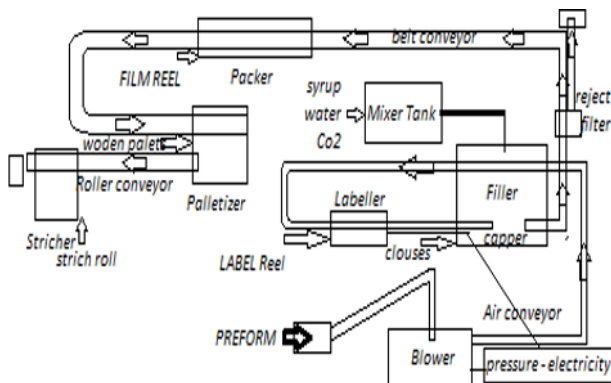 belt conveyor
FILM REEL
Packer
syrup
water
Co2
Mixer Tank
reject
filter
woden palets
Roller conveyor
Palletizer
Labeller
Filler
Stricher
strich roll
LABEL Reel
clouses
capper
Air conveyor
PREFORM
Blower
pressure - electricity